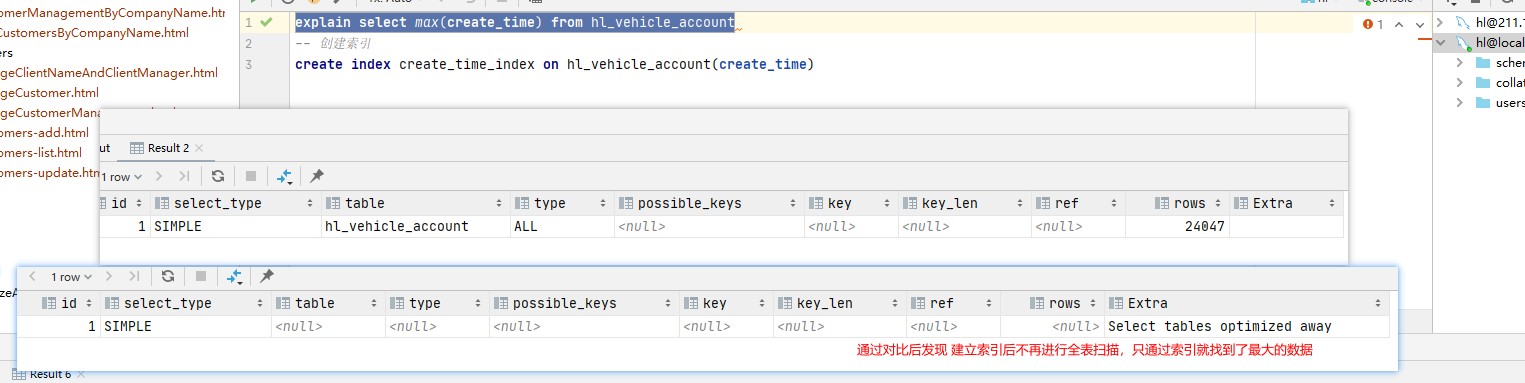 omerManagementByCompanyName.ht
CustomersByCompanyName.html
ers
ngeClientNameAndClientManager.html
ngeCustomer.html
ngeCustomerMana
omers-add.html
omers-list.html
omers-update.htm
1 explain select max(create_time) from hl_vehicle_account
2 -- 创建索引
3 create index create_time_index on hl_vehicle_account(create_time)
1
hl@211.
hl@local
scher
collat
users
ut Result 2
1 row
id select_type table type possible_keys key key_len ref rows Extra
1 SIMPLE hl_vehicle_account ALL <null> <null> <null> <null> 24047
1 row
id select_type table type possible_keys key key_len ref rows Extra
1 SIMPLE <null> <null> <null> <null> <null> <null> <null> Select tables optimized away
通过对比后发现 建立索引后不再进行全表扫描，只通过索引就找到了最大的数据
Result 6